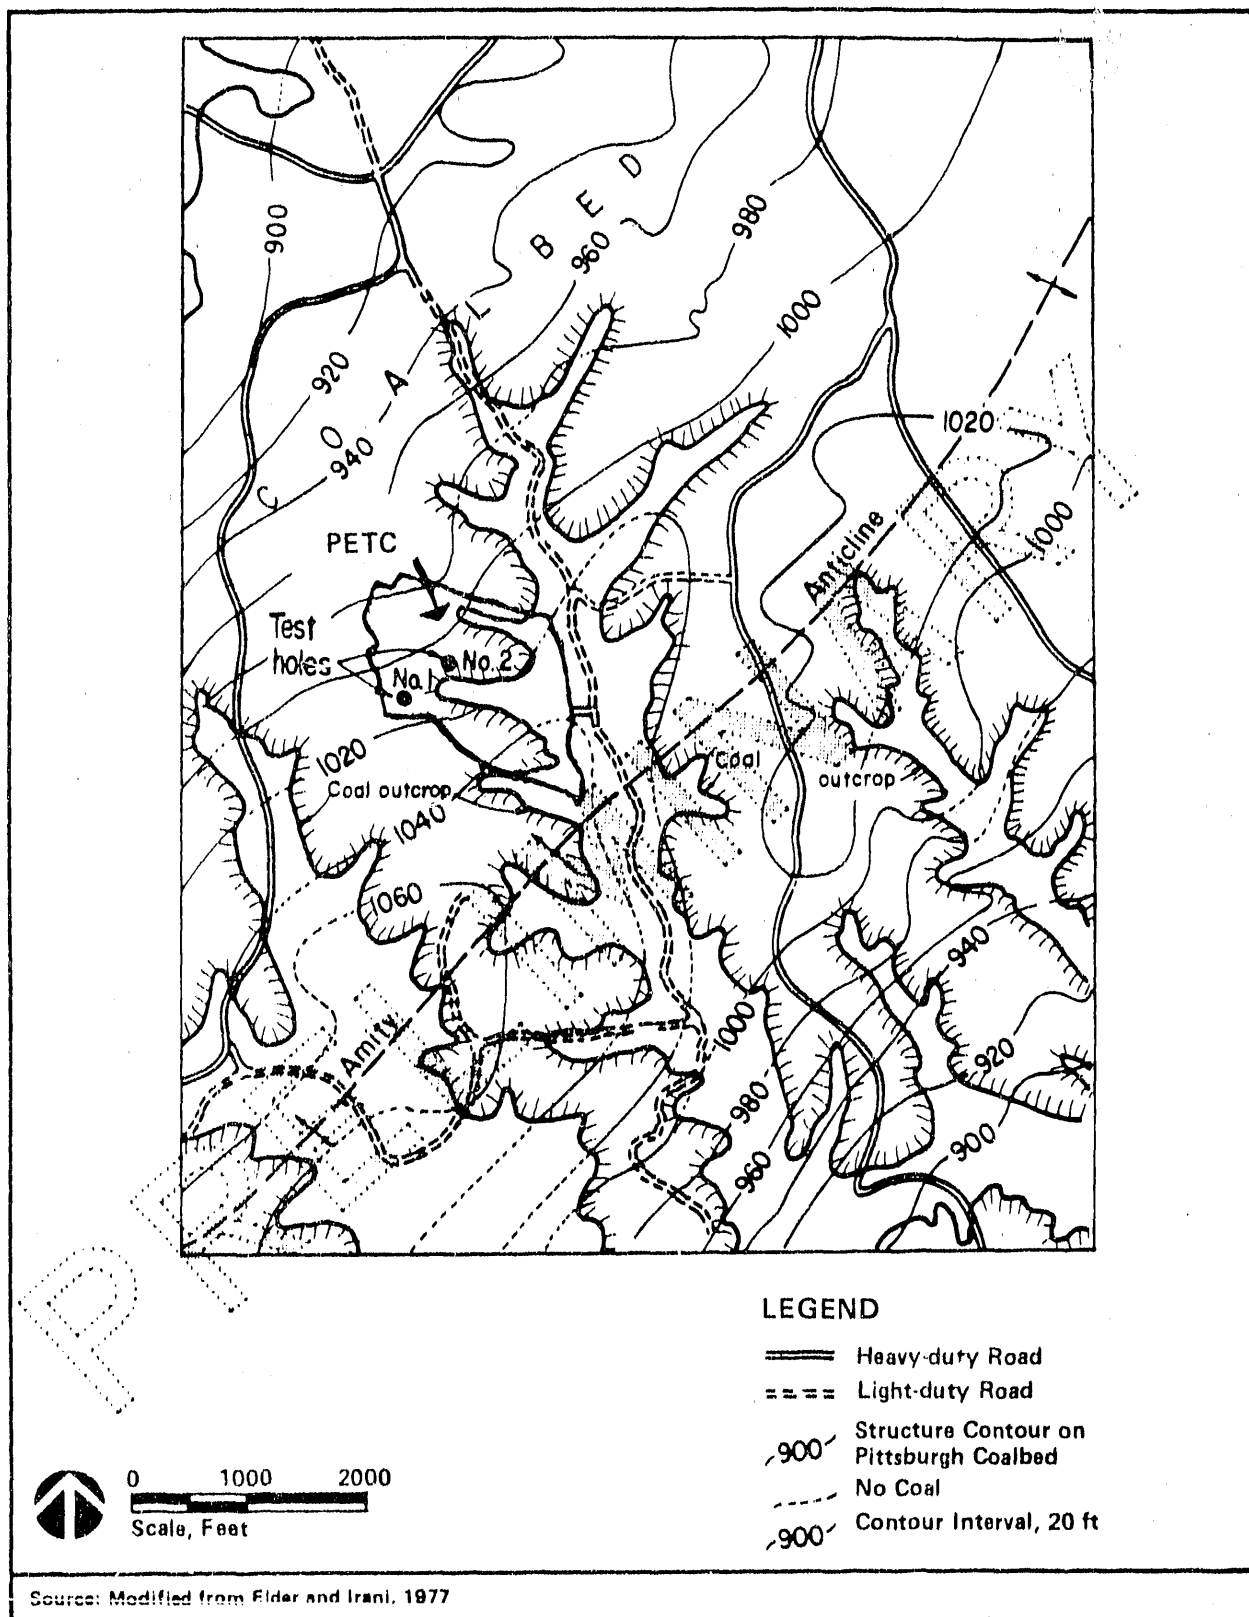 900
920
940
C O A L B E D
960
980
1000
1020
1000
PETC
Test
holes
No. 1
No. 2
Anticline
1020
Coal outcrop
1040
1060
Coal
outcrop
Amity
1000
980
960
940
920
900
PRELIMINARY
LEGEND
Heavy-duty Road
Light-duty Road
900 Structure Contour on
Pittsburgh Coalbed
No Coal
900 Contour Interval, 20 ft
0 1000 2000
Scale, Feet
Source: Modified from Elder and Irani, 1977